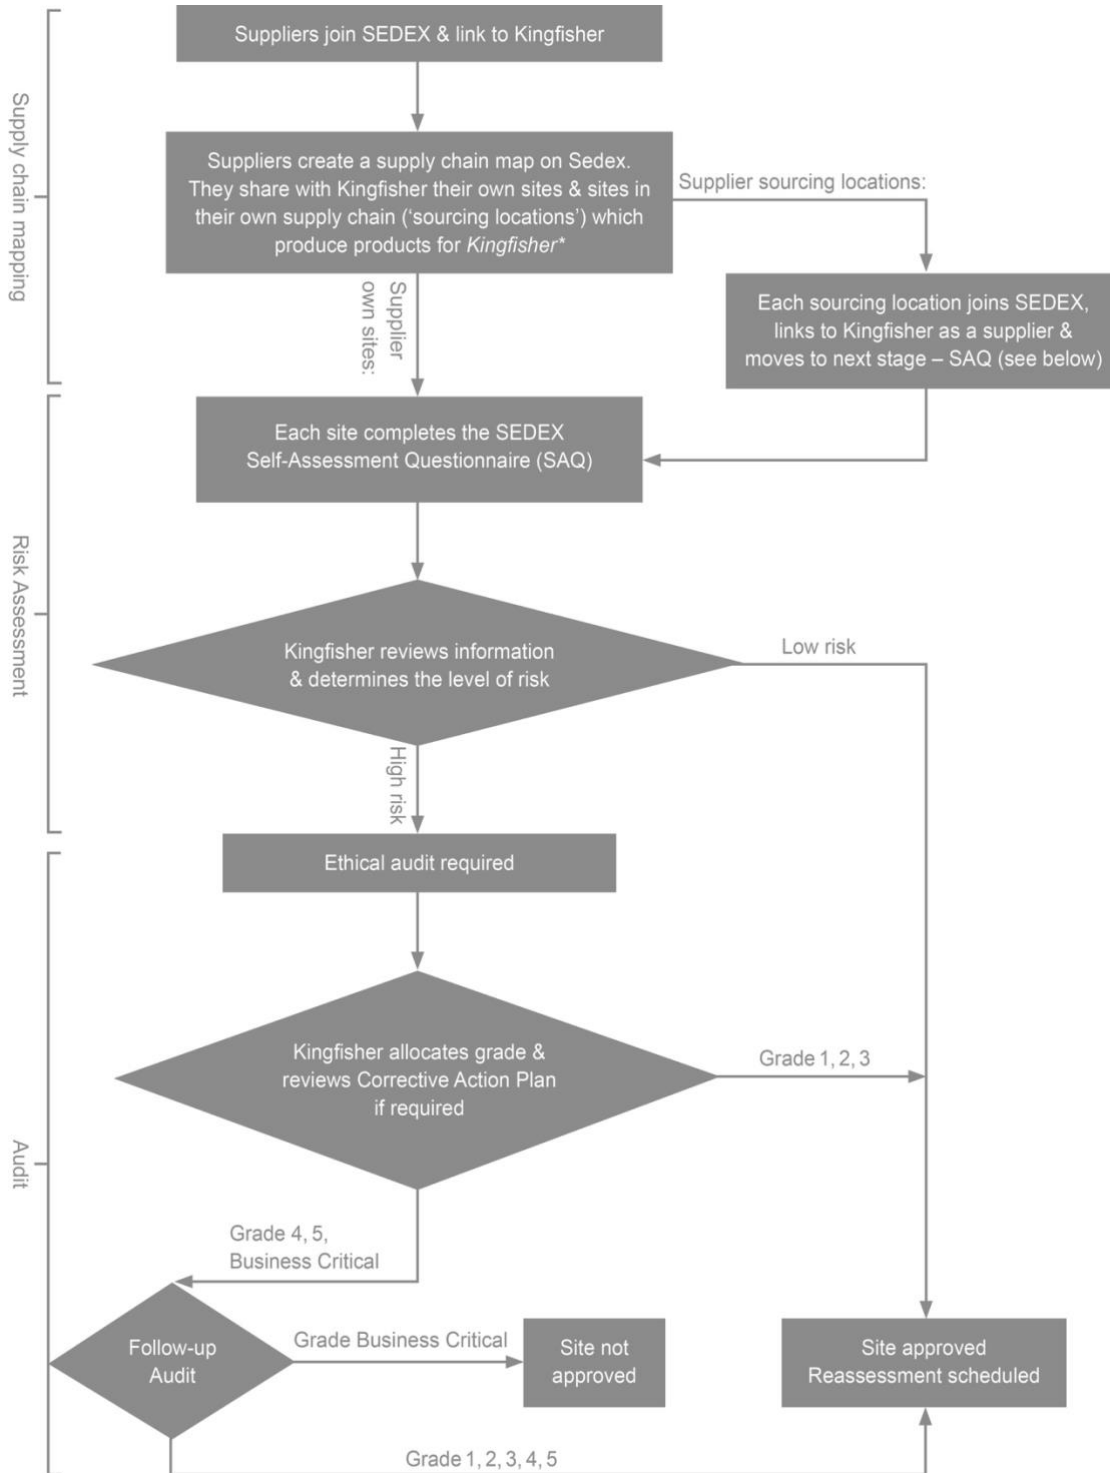 Suppliers join SEDEX & link to Kingfisher
Supply chain mapping
Suppliers create a supply chain map on Sedex.
They share with Kingfisher their own sites & sites in
their own supply chain (‘sourcing locations’) which
produce products for Kingfisher*
Supplier sourcing locations:
Supplier
own sites:
Each sourcing location joins SEDEX,
links to Kingfisher as a supplier &
moves to next stage – SAQ (see below)
Each site completes the SEDEX
Self-Assessment Questionnaire (SAQ)
Risk Assessment
Kingfisher reviews information
& determines the level of risk
Low risk
High risk
Ethical audit required
Audit
Kingfisher allocates grade &
reviews Corrective Action Plan
if required
Grade 1, 2, 3
Grade 4, 5,
Business Critical
Follow-up
Audit
Grade Business Critical
Site not
approved
Site approved
Reassessment scheduled
Grade 1, 2, 3, 4, 5